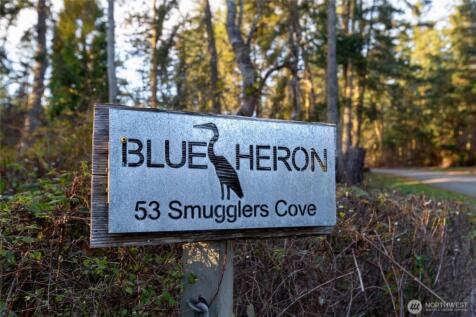 BLUE HERON
53 Smugglers Cove
NORTHWEST